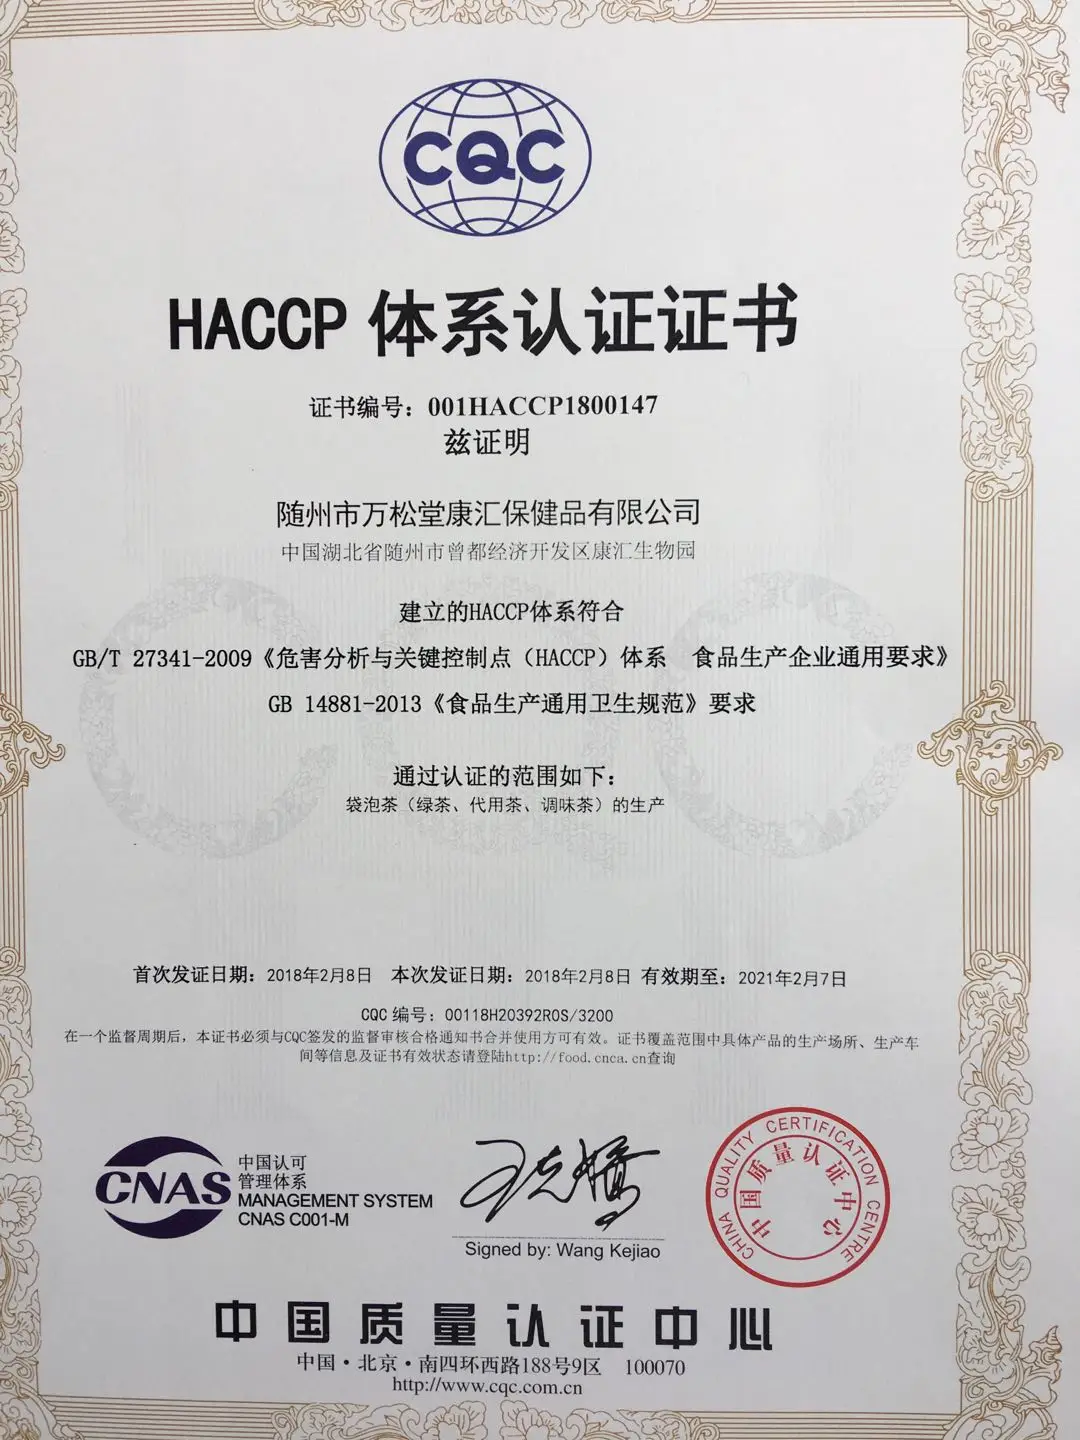 CQC
HACCP 体系认证证书
证书编号：001HACCP1800147
兹证明
随州市万松堂康汇保健品有限公司
中国湖北省随州市曾都经济开发区康汇生物园
建立的HACCP体系符合
GB/T 27341-2009《危害分析与关键控制点（HACCP）体系　食品生产企业通用要求》
GB 14881-2013《食品生产通用卫生规范》要求
通过认证的范围如下：
袋泡茶（绿茶、代用茶、调味茶）的生产
首次发证日期：2018年2月8日 本次发证日期：2018年2月8日 有效期至：2021年2月7日
CQC 编号：00118H20392R0S/3200
在一个监督周期后，本证书必须与CQC签发的监督审核合格通知书合并使用方可有效。证书覆盖范围中具体产品的生产场所、生产车
间等信息及证书有效状态请登陆http://food.cnca.cn查询
CNAS
中国认可
管理体系
MANAGEMENT SYSTEM
CNAS C001-M
王克娇
Signed by: Wang Kejiao
CHINA QUALITY CERTIFICATION CENTRE
中国质量认证中心
中国质量认证中心
中国·北京·南四环西路188号9区 100070
http://www.cqc.com.cn